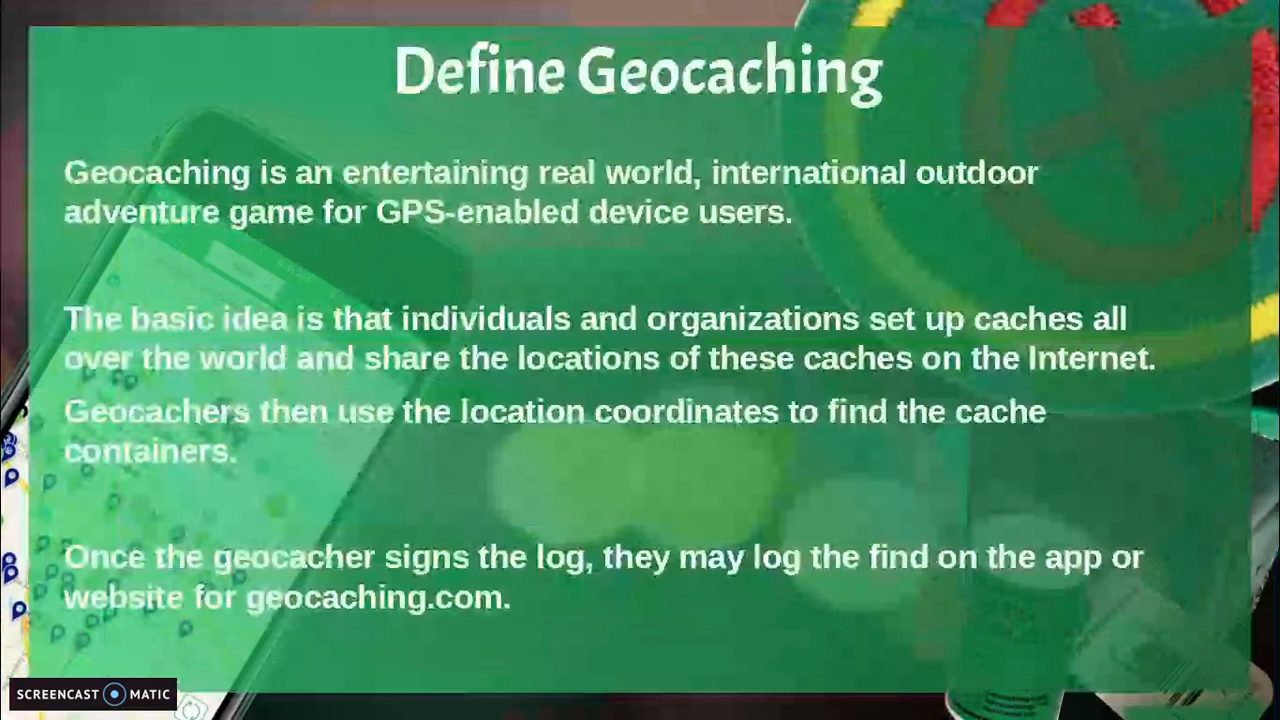 Define Geocaching
Geocaching is an entertaining real world, international outdoor
adventure game for GPS-enabled device users.
The basic idea is that individuals and organizations set up caches all
over the world and share the locations of these caches on the Internet.
Geocachers then use the location coordinates to find the cache
containers.
Once the geocacher signs the log, they may log the find on the app or
website for geocaching.com.
SCREENCAST MATIC